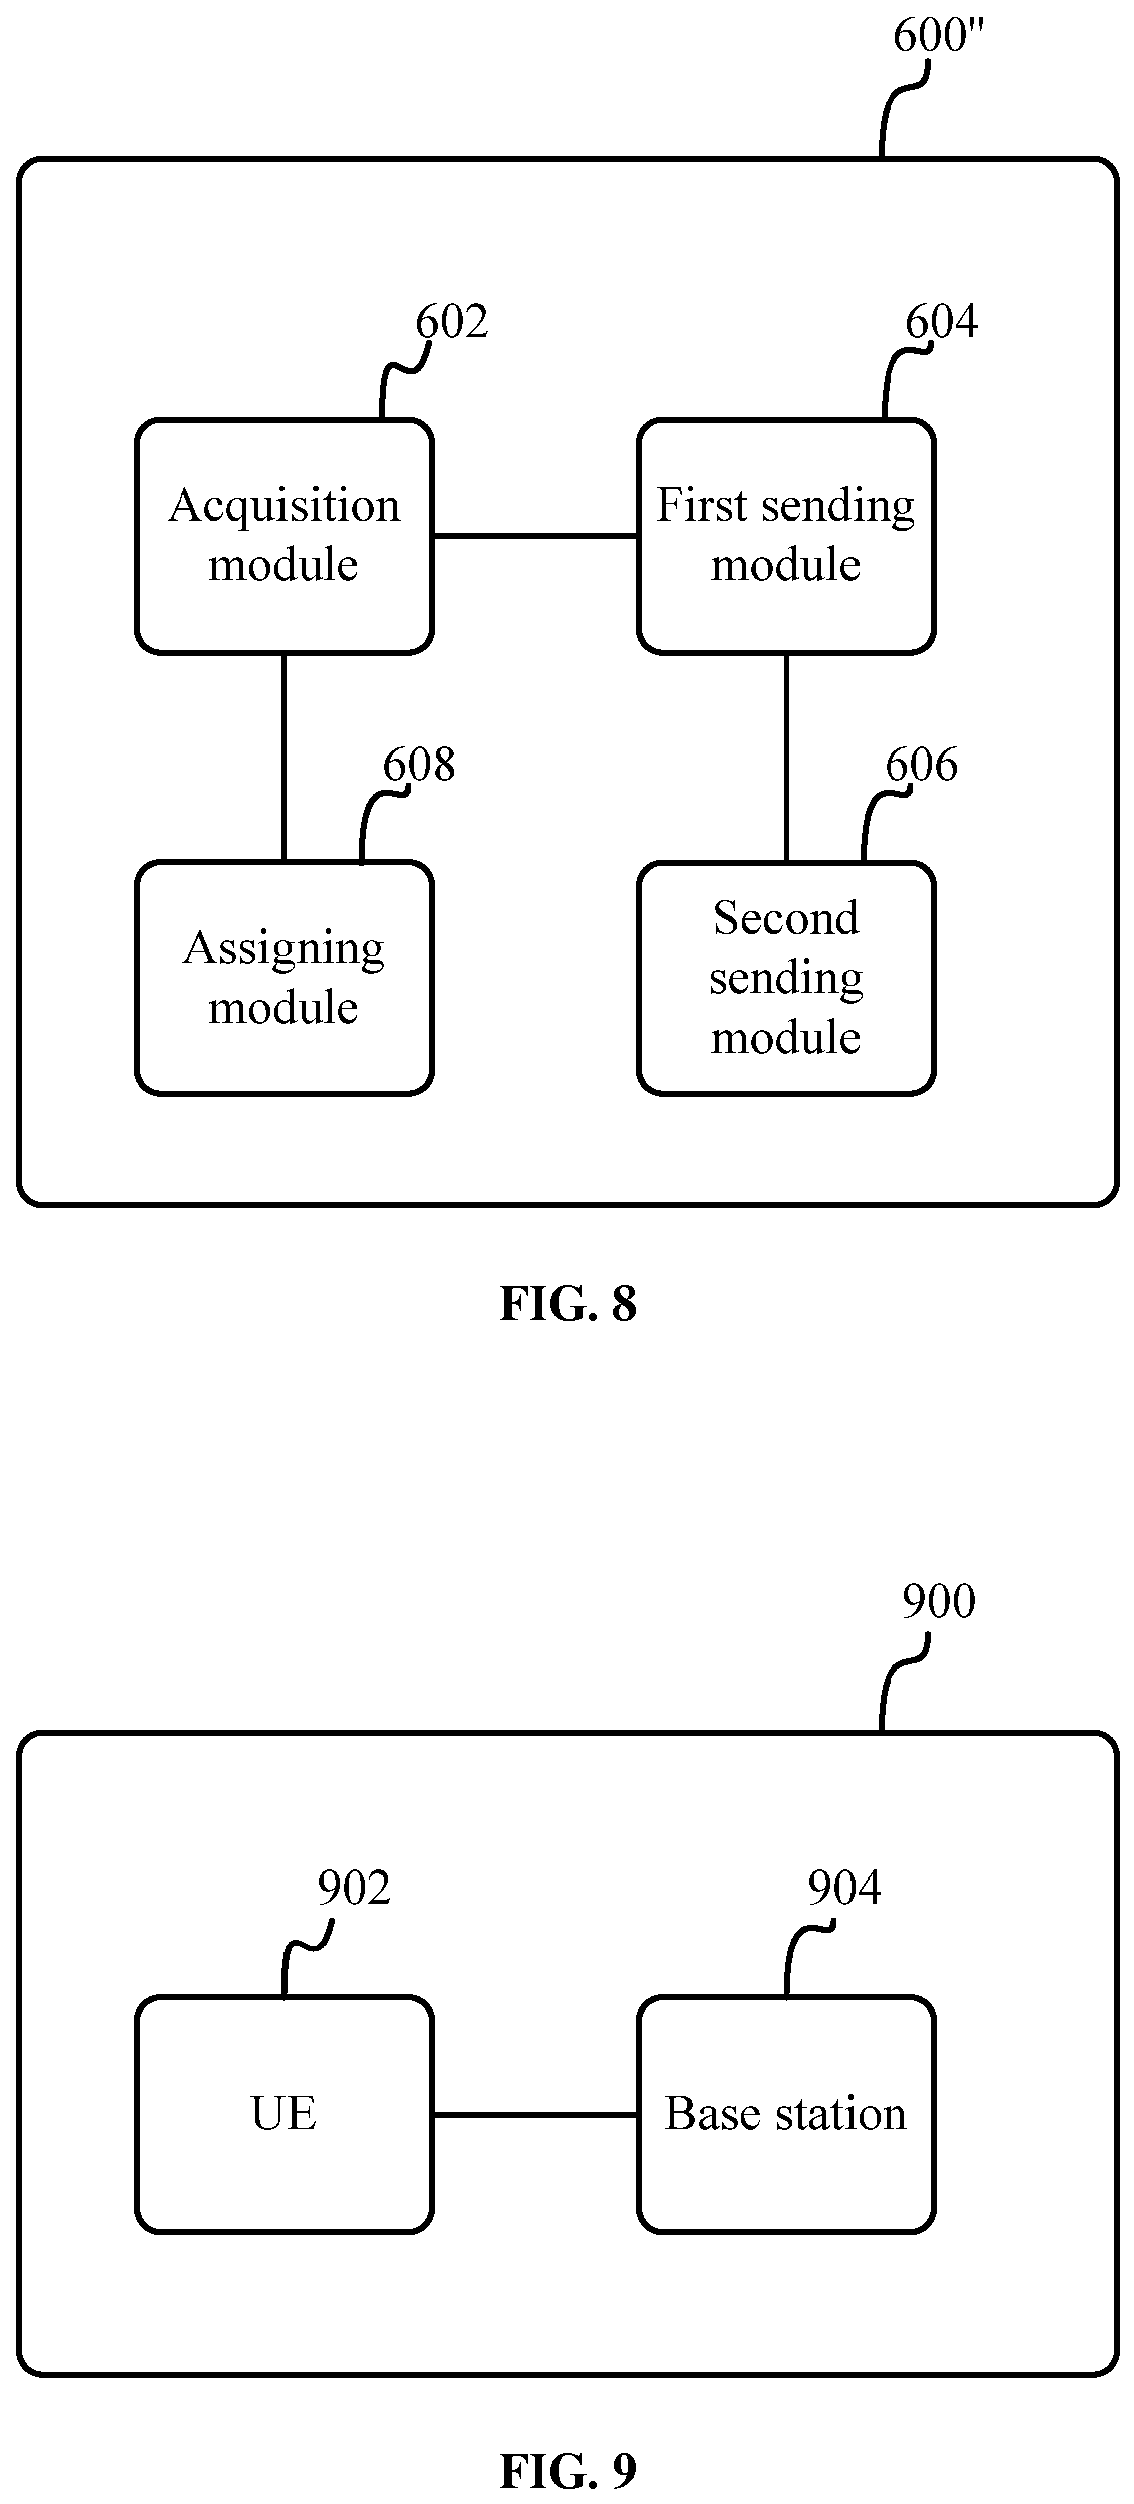 600"
602
604
Acquisition
module
First sending
module
608
606
Assigning
module
Second
sending
module
FIG. 8
900
902
904
UE
Base station
FIG. 9